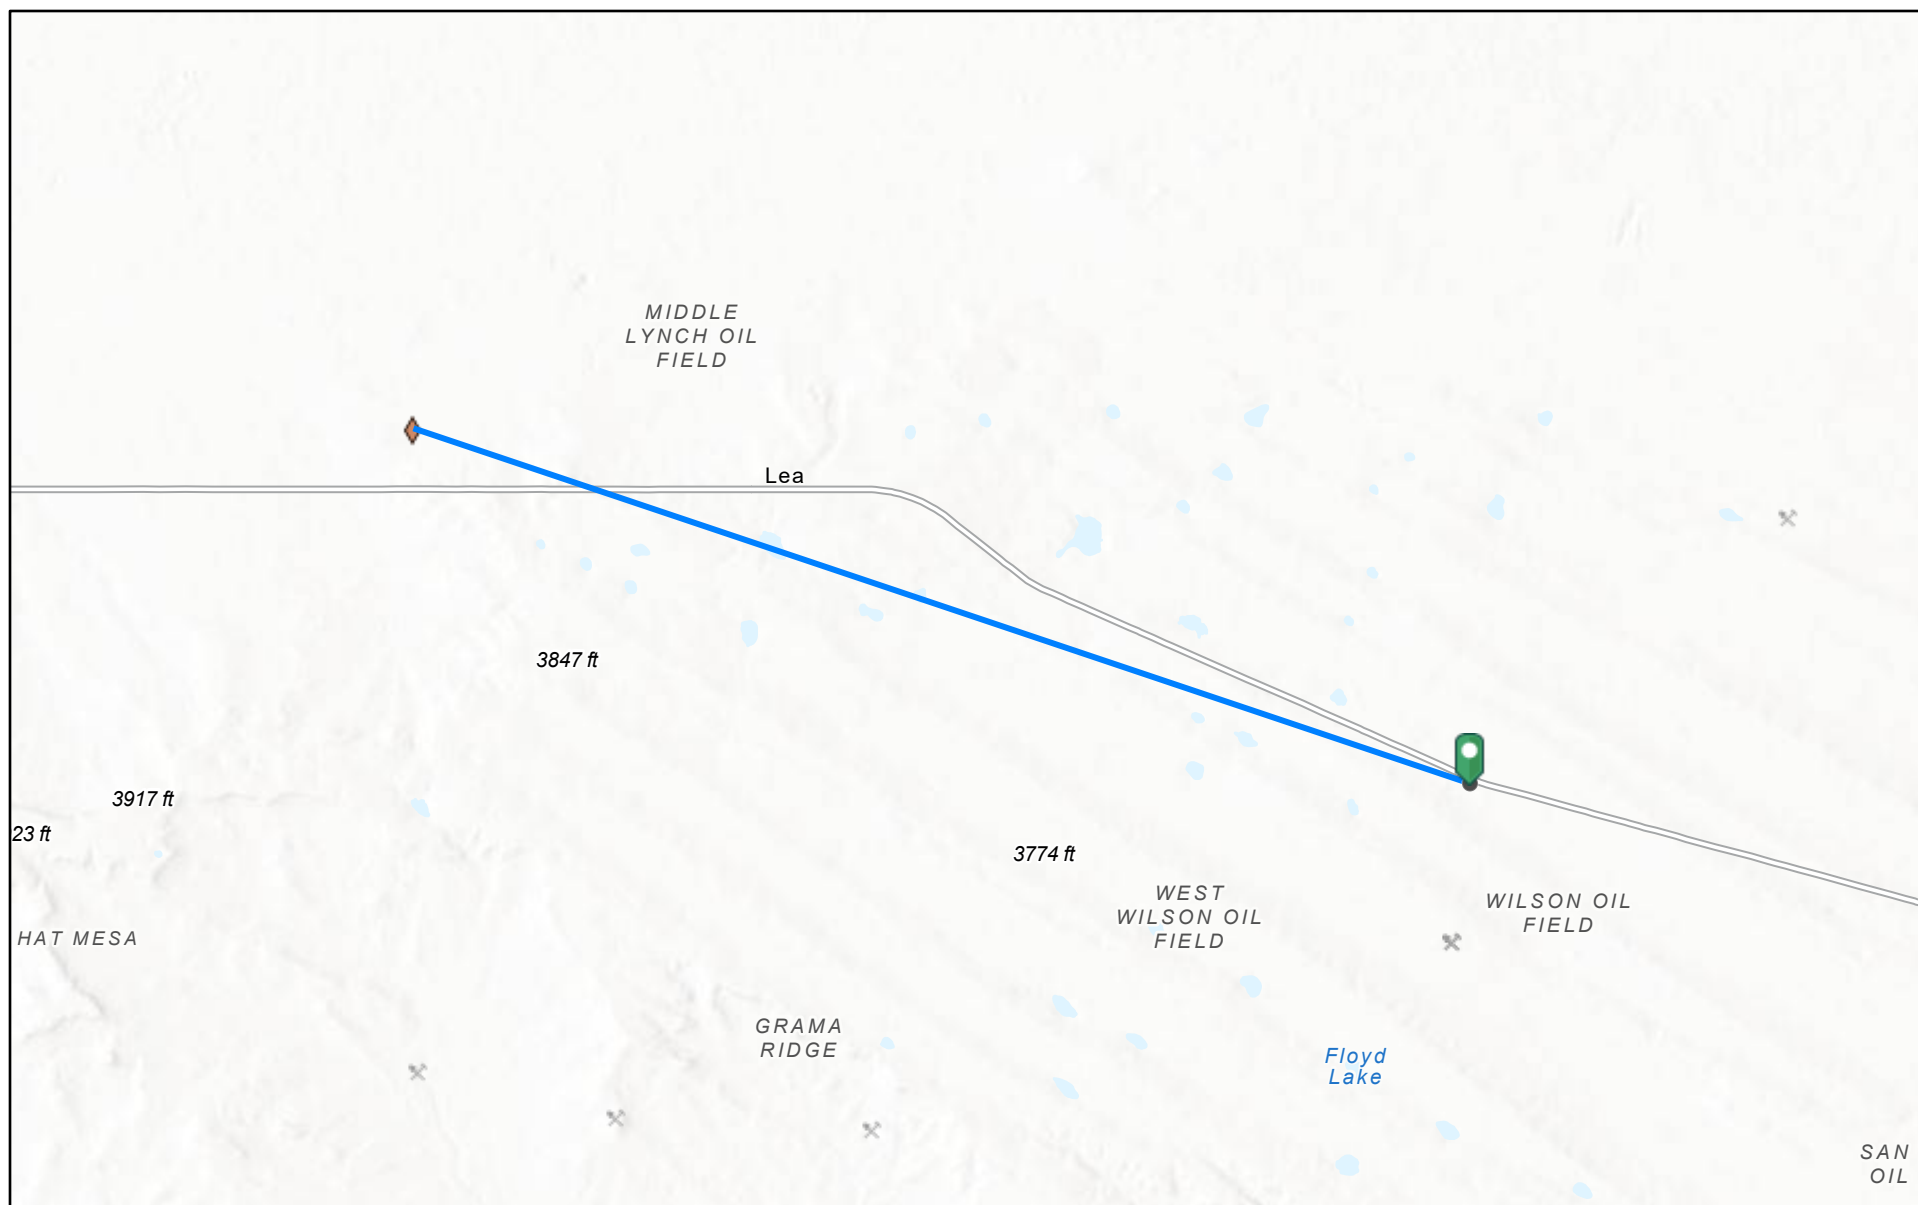 MIDDLE
LYNCH OIL
FIELD
Lea
3847 ft
3917 ft
23 ft
3774 ft
WEST
WILSON OIL
FIELD
WILSON OIL
FIELD
HAT MESA
GRAMA
RIDGE
Floyd
Lake
SAN
OIL